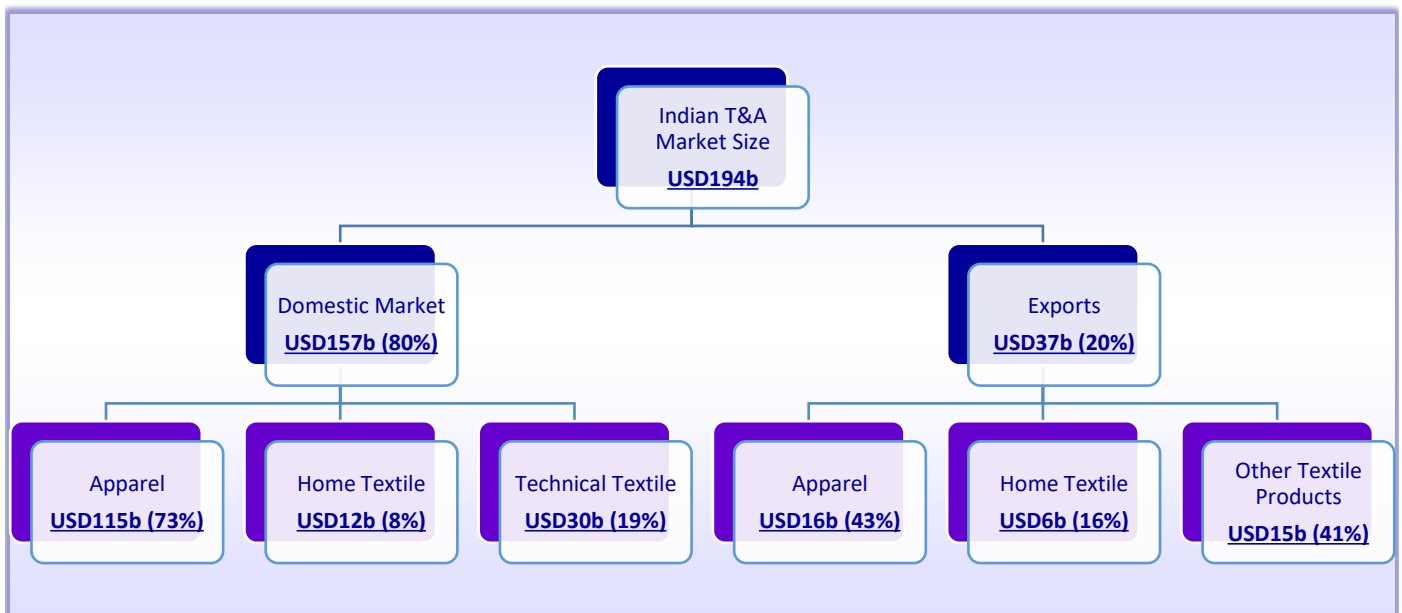 Indian T&A
Market Size
USD194b
Domestic Market
USD157b (80%)
Exports
USD37b (20%)
Apparel
USD115b (73%)
Home Textile
USD12b (8%)
Technical Textile
USD30b (19%)
Apparel
USD16b (43%)
Home Textile
USD6b (16%)
Other Textile
Products
USD15b (41%)